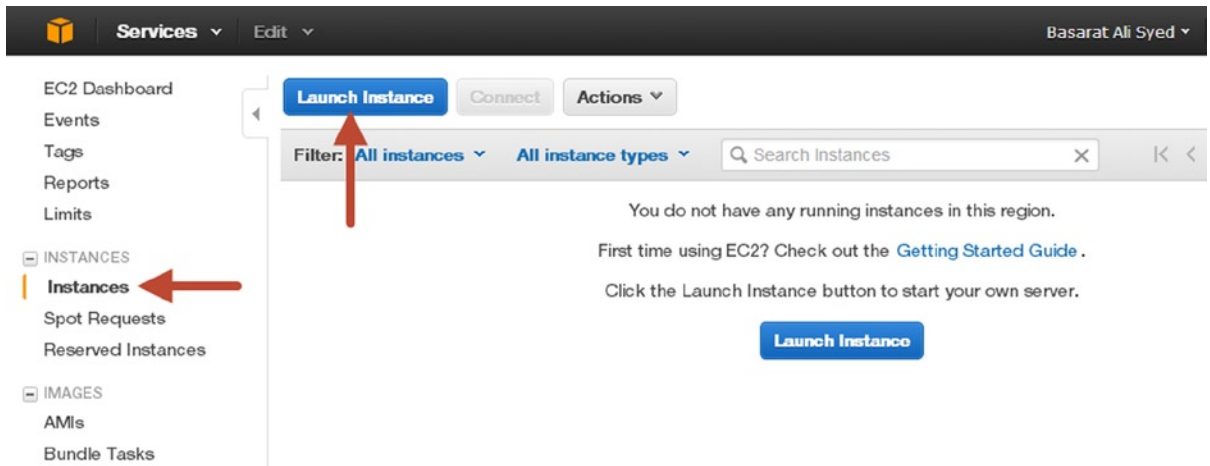 Services Edit Basarat Ali Syed
EC2 Dashboard
Events
Tags
Reports
Limits
INSTANCES
Instances
Spot Requests
Reserved Instances
IMAGES
AMIs
Bundle Tasks
Launch Instance Connect Actions
Filter: All instances All instance types Search Instances
You do not have any running instances in this region.
First time using EC2? Check out the Getting Started Guide.
Click the Launch Instance button to start your own server.
Launch Instance